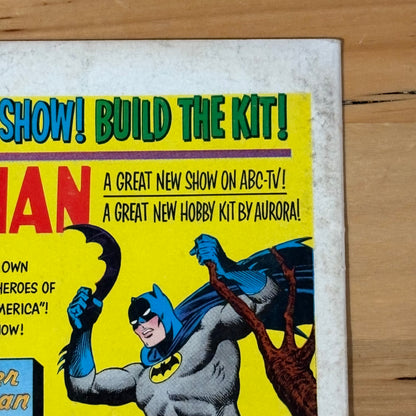 SHOW! BUILD THE KIT!
MAN
A GREAT NEW SHOW ON ABC-TV!
A GREAT NEW HOBBY KIT BY AURORA!
OWN
HEROES OF
AMERICA"!
NOW!